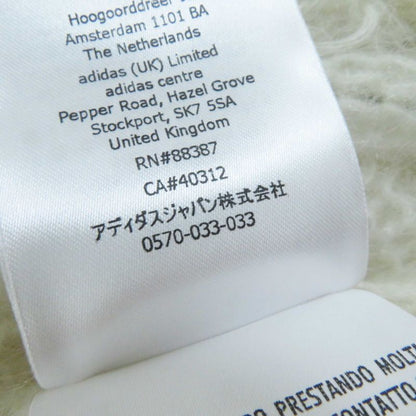 Hoogoorddreef
Amsterdam 1101 BA
The Netherlands
adidas (UK) Limited
adidas centre
Pepper Road, Hazel Grove
Stockport, SK7 5SA
United Kingdom
RN#88387
CA#40312
アディダスジャパン株式会社
0570-033-033
PRESTANDO